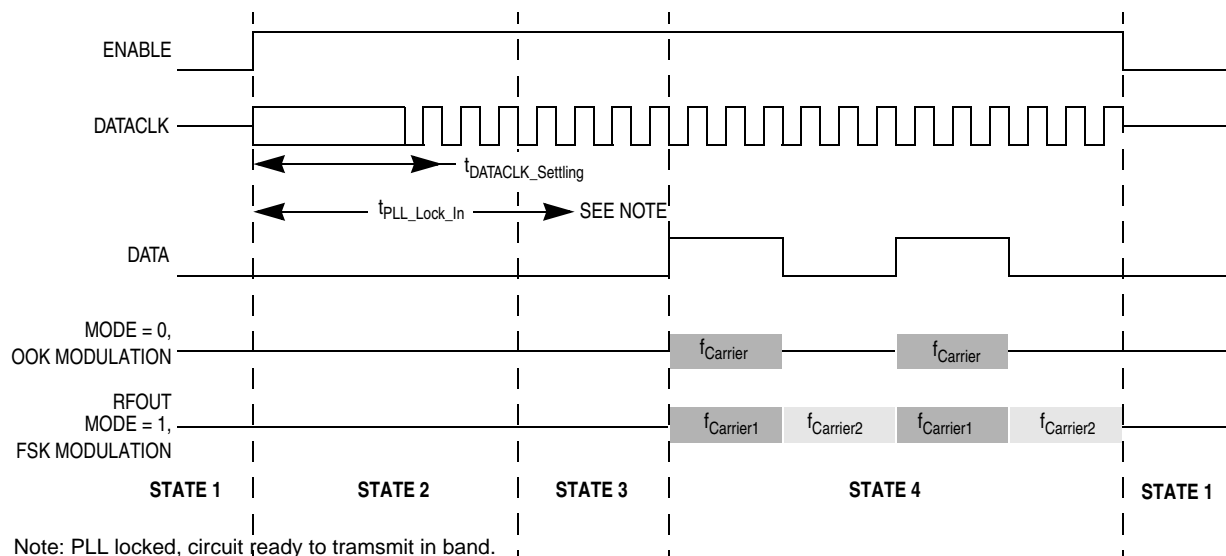 ENABLE
DATACLK
tDATACLK_Settling
tPLL_Lock_In
SEE NOTE
DATA
MODE = 0,
OOK MODULATION
fCarrier fCarrier
RFOUT
MODE = 1,
FSK MODULATION
fCarrier1 fCarrier2 fCarrier1 fCarrier2
STATE 1 STATE 2 STATE 3 STATE 4 STATE 1
Note: PLL locked, circuit ready to tramsmit in band.